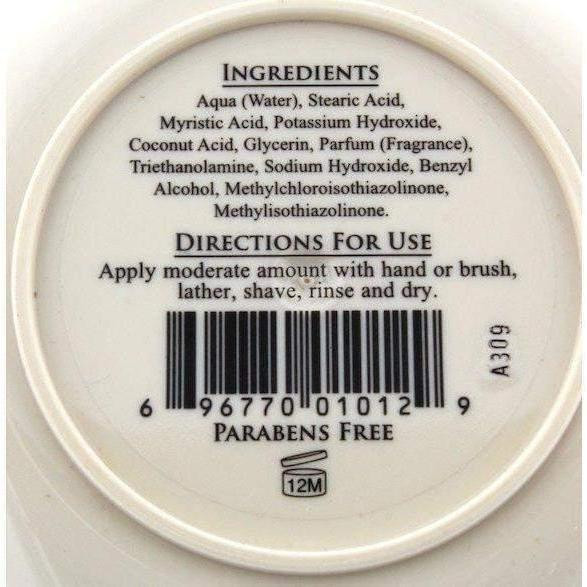 INGREDIENTS
Aqua (Water), Stearic Acid,
Myristic Acid, Potassium Hydroxide,
Coconut Acid, Glycerin, Parfum (Fragrance),
Triethanolamine, Sodium Hydroxide, Benzyl
Alcohol, Methylchloroisothiazolinone,
Methylisothiazolinone.
DIRECTIONS FOR USE
Apply moderate amount with hand or brush,
lather, shave, rinse and dry.
A309
6 96770 01012 9
PARABENS FREE
12M